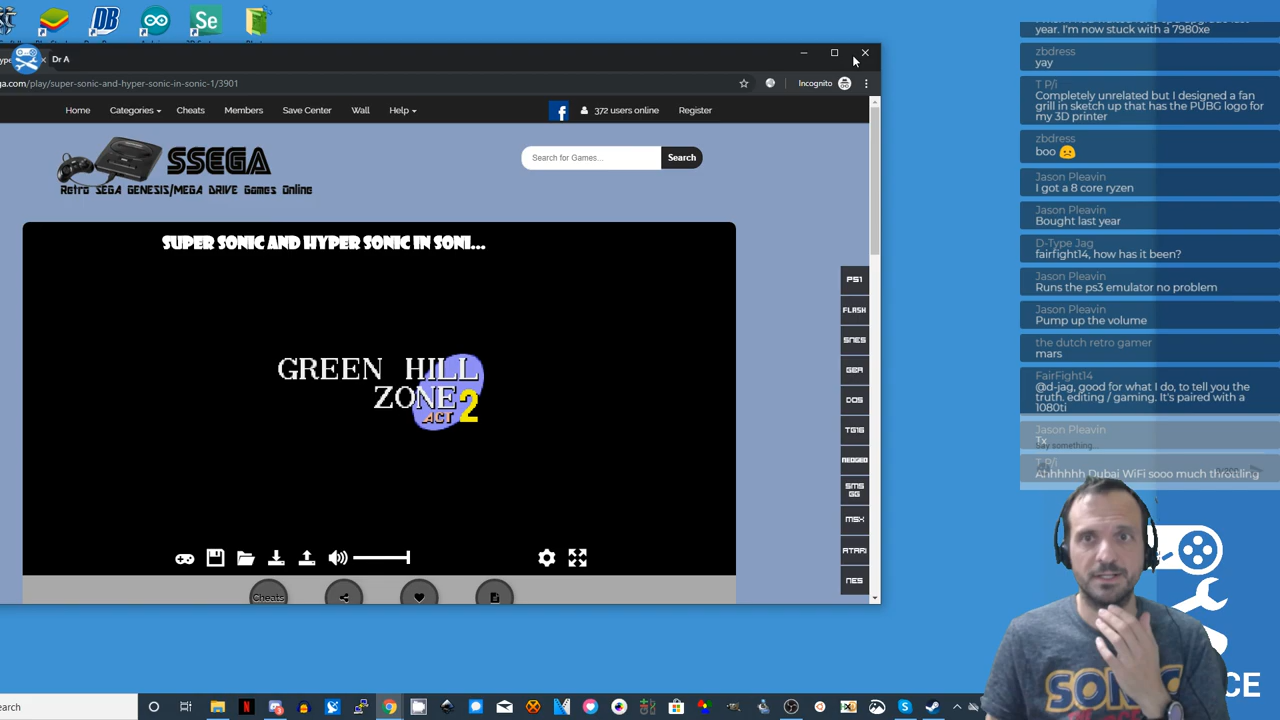 year. I'm now stuck with a 7980xe
zbdress
yay
T P/i
Completely unrelated but I designed a fan
grill in sketch up that has the PUBG logo for
my 3D printer
zbdress
boo
Jason Pleavin
I got a 8 core ryzen
Jason Pleavin
Bought last year
D-Type Jag
fairfight14, how has it been?
Jason Pleavin
Runs the ps3 emulator no problem
Jason Pleavin
Pump up the volume
the dutch retro gamer
mars
FairFight14
@d-jag, good for what I do, to tell you the
truth. editing / gaming. It's paired with a
1080ti
Jason Pleavin
Tx
Say something...
T P/i
Ahhhhhh Dubai WiFi sooo much throttling
Se
Dr A
ga.com/play/super-sonic-and-hyper-sonic-in-sonic-1/3901
Incognito
Home
Categories
Cheats
Members
Save Center
Wall
Help
372 users online
Register
SSEGA
Retro SEGA GENESIS/MEGA DRIVE Games Online
Search for Games...
Search
SUPER SONIC AND HYPER SONIC IN SONI...
GREEN HILL
ZONE
ACT 2
PS1
FLASH
SNES
GBA
DOS
TG16
NEOGEO
SMS
GG
MSX
ATARI
NES
Cheats
SONIC
CE
earch